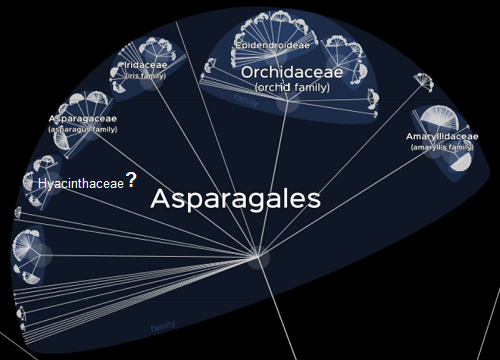 Epidendroideae
Iridaceae
(iris family)
Orchidaceae
(orchid family)
family
Asparagaceae
(asparagus family)
Amaryllidaceae
(amaryllis family)
Hyacinthaceae ?
Asparagales
family